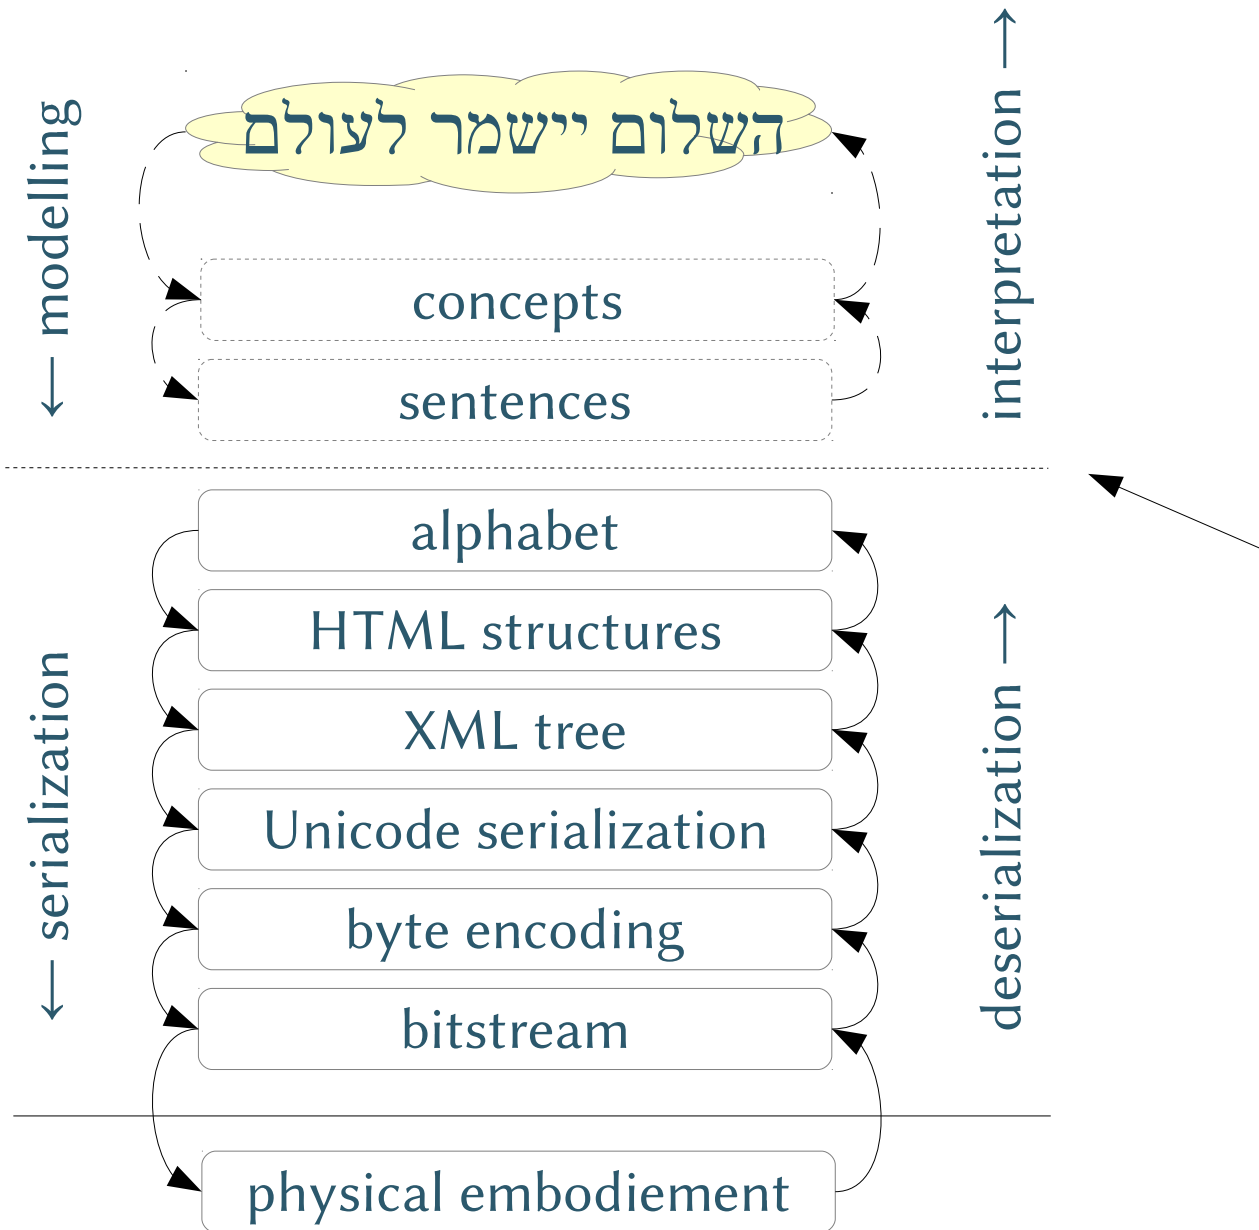 השלום יישמר לעולם
← modelling
interpretation →
concepts
sentences
alphabet
HTML structures
XML tree
Unicode serialization
byte encoding
bitstream
← serialization
deserialization →
physical embodiement